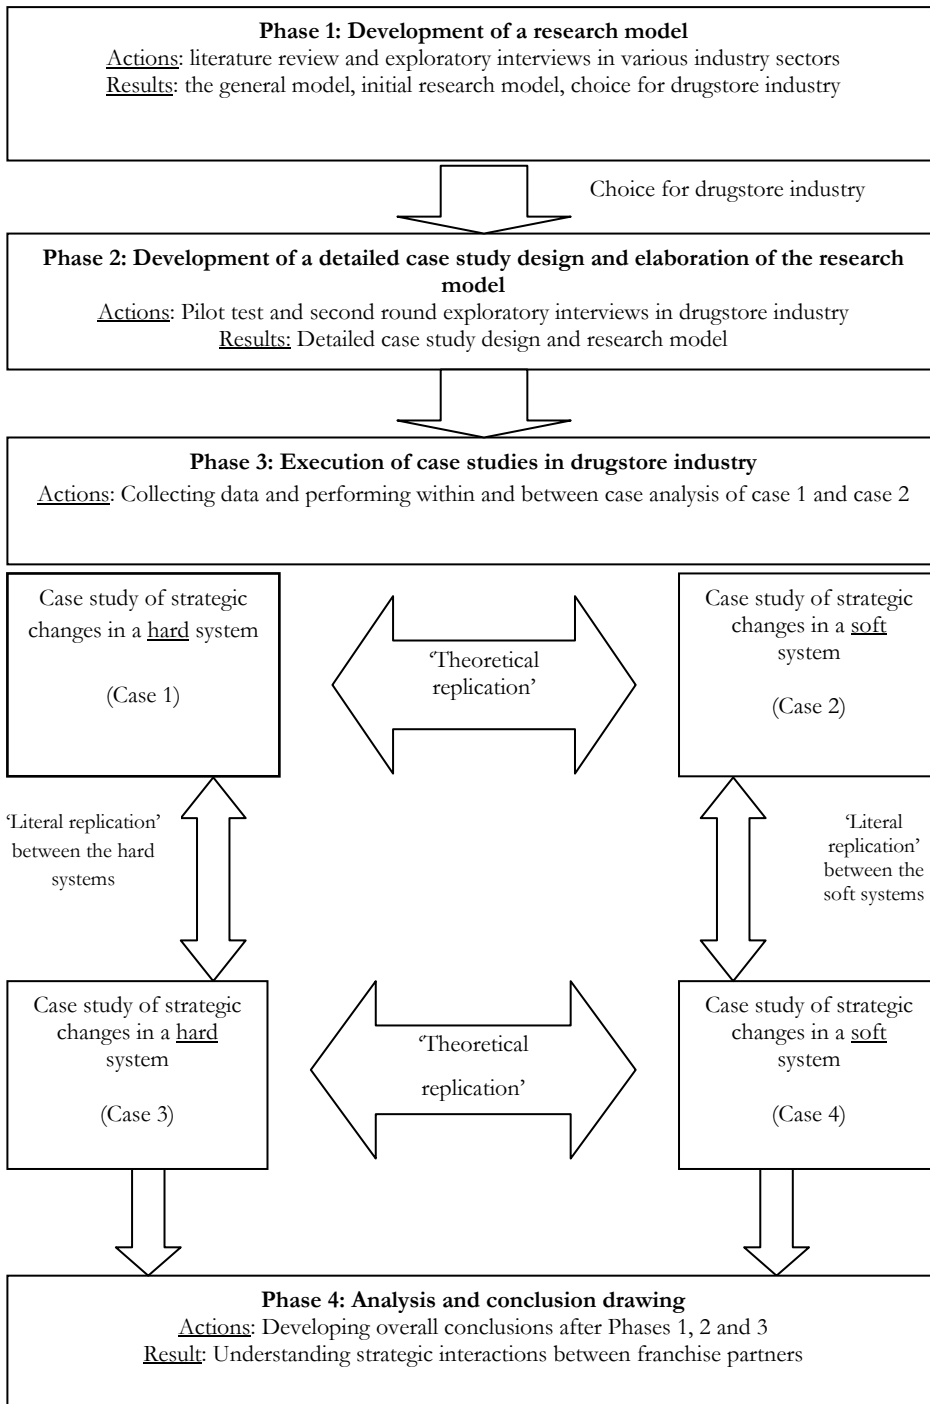 Phase 1: Development of a research model
Actions: literature review and exploratory interviews in various industry sectors
Results: the general model, initial research model, choice for drugstore industry
Choice for drugstore industry
Phase 2: Development of a detailed case study design and elaboration of the research
model
Actions: Pilot test and second round exploratory interviews in drugstore industry
Results: Detailed case study design and research model
Phase 3: Execution of case studies in drugstore industry
Actions: Collecting data and performing within and between case analysis of case 1 and case 2
Case study of strategic
changes in a hard system
(Case 1)
‘Theoretical
replication’
Case study of strategic
changes in a soft
system
(Case 2)
‘Literal replication’
between the hard
systems
‘Literal
replication’
between the
soft systems
Case study of strategic
changes in a hard
system
(Case 3)
‘Theoretical
replication’
Case study of strategic
changes in a soft
system
(Case 4)
Phase 4: Analysis and conclusion drawing
Actions: Developing overall conclusions after Phases 1, 2 and 3
Result: Understanding strategic interactions between franchise partners